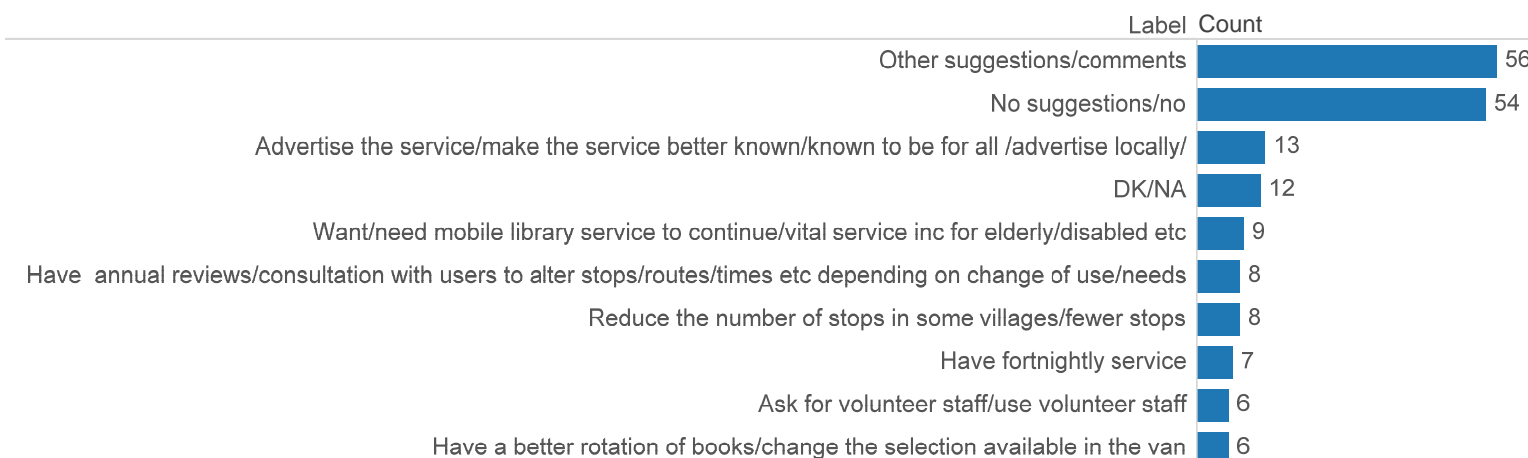 Label Count
Other suggestions/comments 56
No suggestions/no 54
Advertise the service/make the service better known/known to be for all /advertise locally/ 13
DK/NA 12
Want/need mobile library service to continue/vital service inc for elderly/disabled etc 9
Have  annual reviews/consultation with users to alter stops/routes/times etc depending on change of use/needs 8
Reduce the number of stops in some villages/fewer stops 8
Have fortnightly service 7
Ask for volunteer staff/use volunteer staff 6
Have a better rotation of books/change the selection available in the van 6